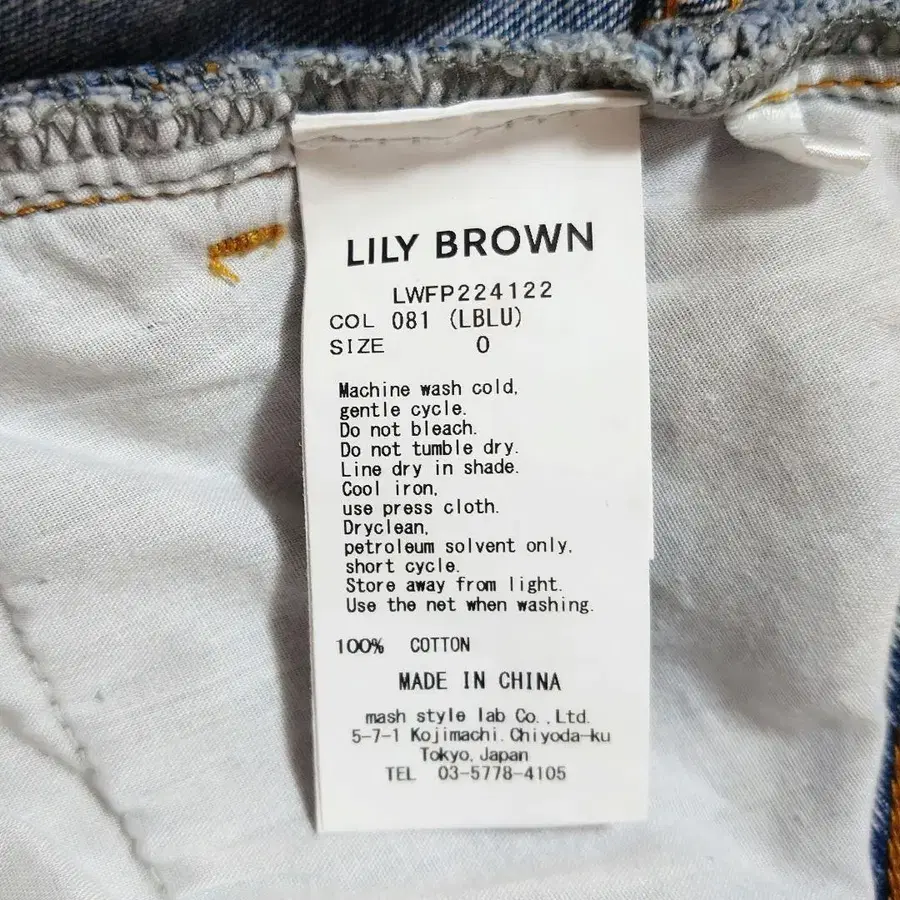 LILY BROWN
LWFP224122
COL 081 (LBLU)
SIZE 0
Machine wash cold,
gentle cycle.
Do not bleach.
Do not tumble dry.
Line dry in shade.
Cool iron,
use press cloth.
Dryclean,
petroleum solvent only,
short cycle.
Store away from light.
Use the net when washing.
100% COTTON
MADE IN CHINA
mash style lab Co.,Ltd.
5-7-1 Kojimachi.Chiyoda-ku
Tokyo,Japan
TEL 03-5778-4105